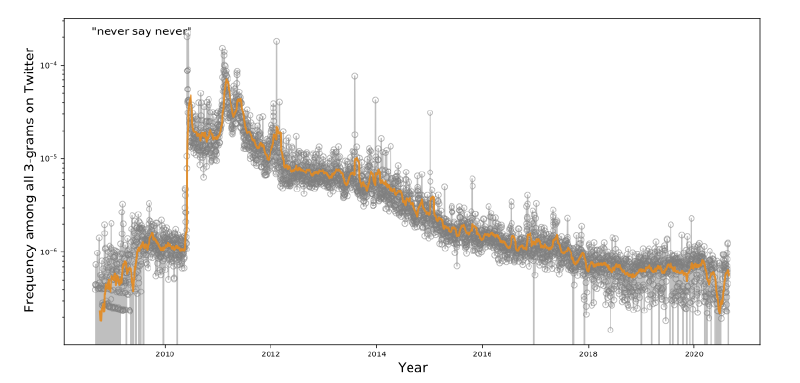 "never say never"
Frequency among all 3-grams on Twitter
10⁻⁴
10⁻⁵
10⁻⁶
2010 2012 2014 2016 2018 2020
Year